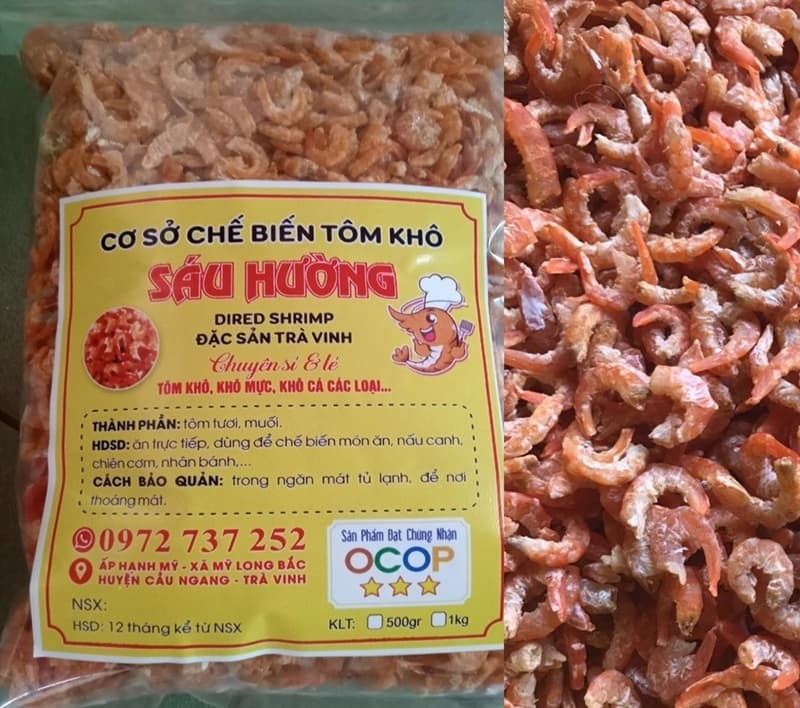 CƠ SỞ CHẾ BIẾN TÔM KHÔ
SÁU HƯỜNG
DIRED SHRIMP
ĐẶC SẢN TRÀ VINH
Chuyên sỉ & lẻ
TÔM KHÔ, KHÔ MỰC, KHÔ CÁ CÁC LOẠI...
THÀNH PHẦN: tôm tươi, muối.
HDSD: ăn trực tiếp, dùng để chế biến món ăn, nấu canh,
chiên cơm, nhân bánh,...
CÁCH BẢO QUẢN: trong ngăn mát tủ lạnh, để nơi
thoáng mát.
0972 737 252
ẤP HẠNH MỸ - XÃ MỸ LONG BẮC
HUYỆN CẦU NGANG - TRÀ VINH
Sản Phẩm Đạt Chứng Nhận
OCOP
NSX:
HSD: 12 tháng kể từ NSX
KLT: 500gr 1kg